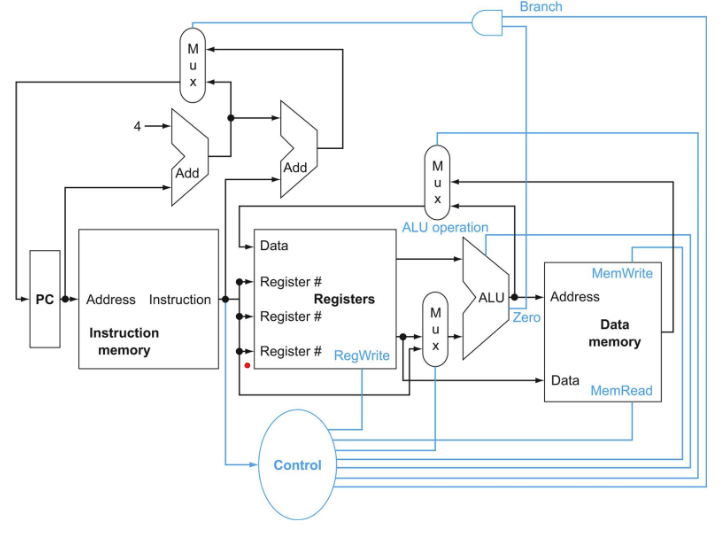 Branch
M
u
x
4
Add
Add
M
u
x
ALU operation
Data
Register #
Registers
Register #
Register #
RegWrite
PC
Address
Instruction
Instruction
memory
M
u
x
ALU
Zero
MemWrite
Address
Data
memory
Data
MemRead
Control